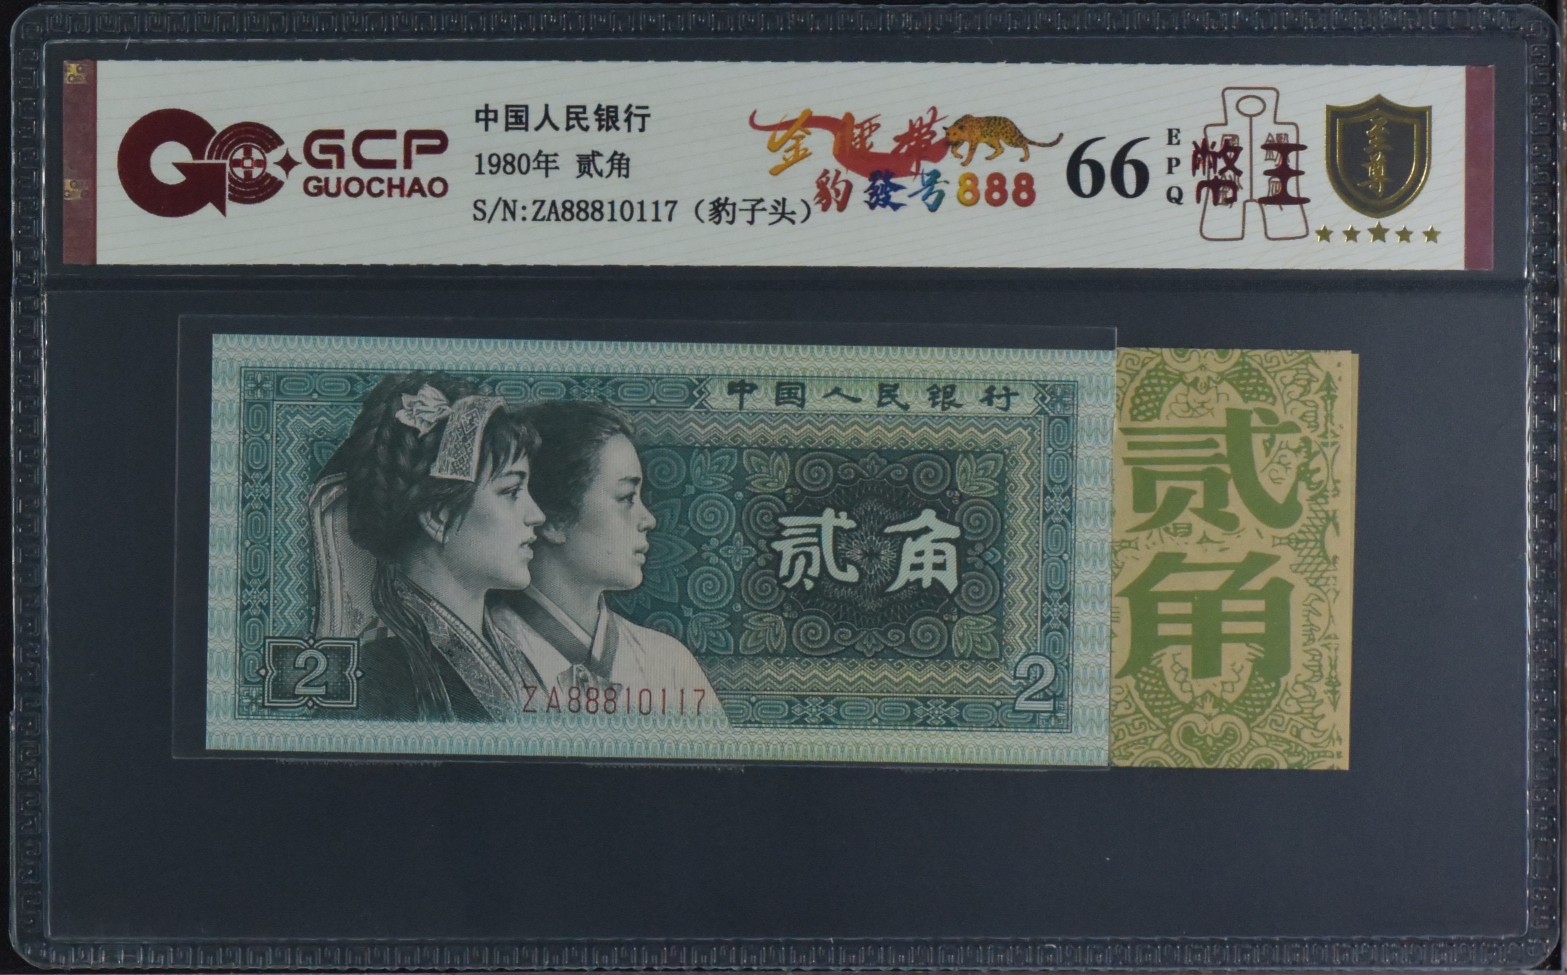 GCP
GUOCHAO
中国人民银行
1980年 贰角
S/N:ZA88810117（豹子头）
金腰带
豹發号888
66
EPQ
至尊
中国人民银行
贰角
2
ZA88810117
2
贰角